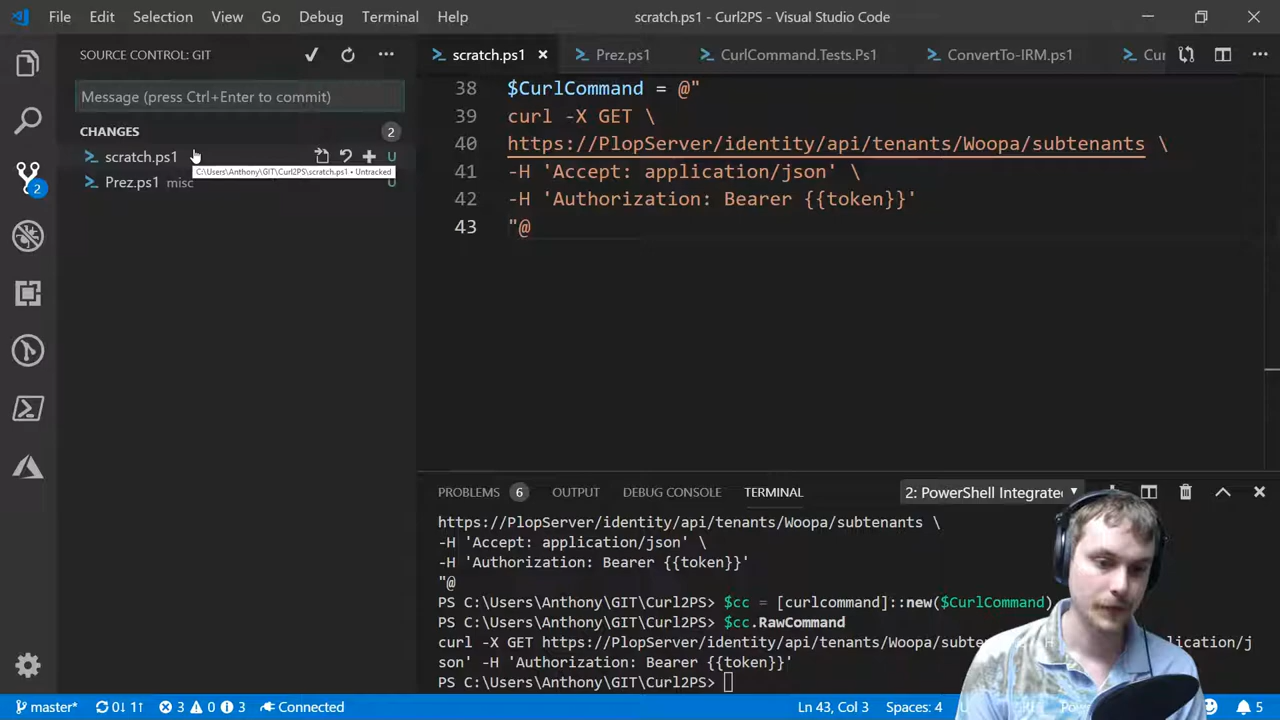 File Edit Selection View Go Debug Terminal Help
scratch.ps1 - Curl2PS - Visual Studio Code
SOURCE CONTROL: GIT
Message (press Ctrl+Enter to commit)
CHANGES 2
scratch.ps1 U
C:\Users\Anthony\GIT\Curl2PS\scratch.ps1 • Untracked
Prez.ps1 misc U
2
scratch.ps1 Prez.ps1 CurlCommand.Tests.Ps1 ConvertTo-IRM.ps1 Cu
38 $CurlCommand = @"
39 curl -X GET \
40 https://PlopServer/identity/api/tenants/Woopa/subtenants \
41 -H 'Accept: application/json' \
42 -H 'Authorization: Bearer {{token}}'
43 "@
PROBLEMS 6 OUTPUT DEBUG CONSOLE TERMINAL 2: PowerShell Integrate
https://PlopServer/identity/api/tenants/Woopa/subtenants \
-H 'Accept: application/json' \
-H 'Authorization: Bearer {{token}}'
"@
PS C:\Users\Anthony\GIT\Curl2PS> $cc = [curlcommand]::new($CurlCommand)
PS C:\Users\Anthony\GIT\Curl2PS> $cc.RawCommand
curl -X GET https://PlopServer/identity/api/tenants/Woopa/subten lication/j
son' -H 'Authorization: Bearer {{token}}'
PS C:\Users\Anthony\GIT\Curl2PS>
master* 0↓ 1↑ 3 0 3 Connected Ln 43, Col 3 Spaces: 4 5